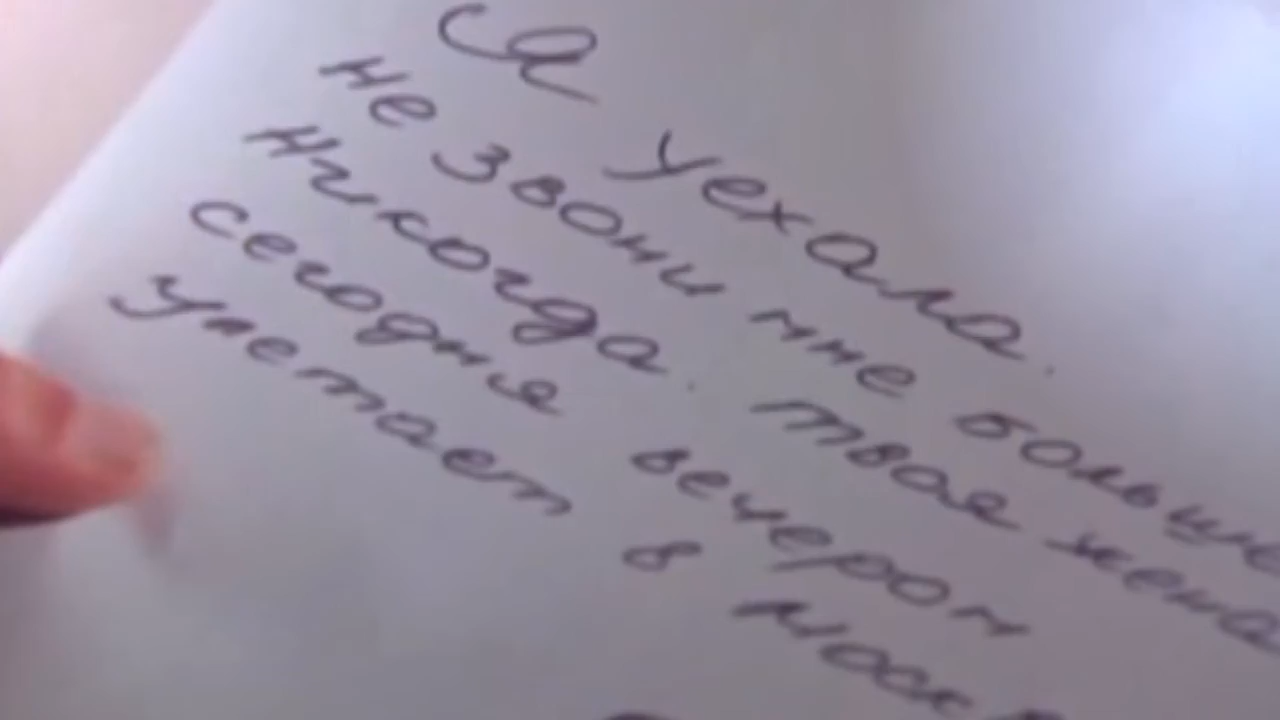 Я уехала.
Не звони мне больше
Никогда. твоя жена
сегодня вечером
улетает в